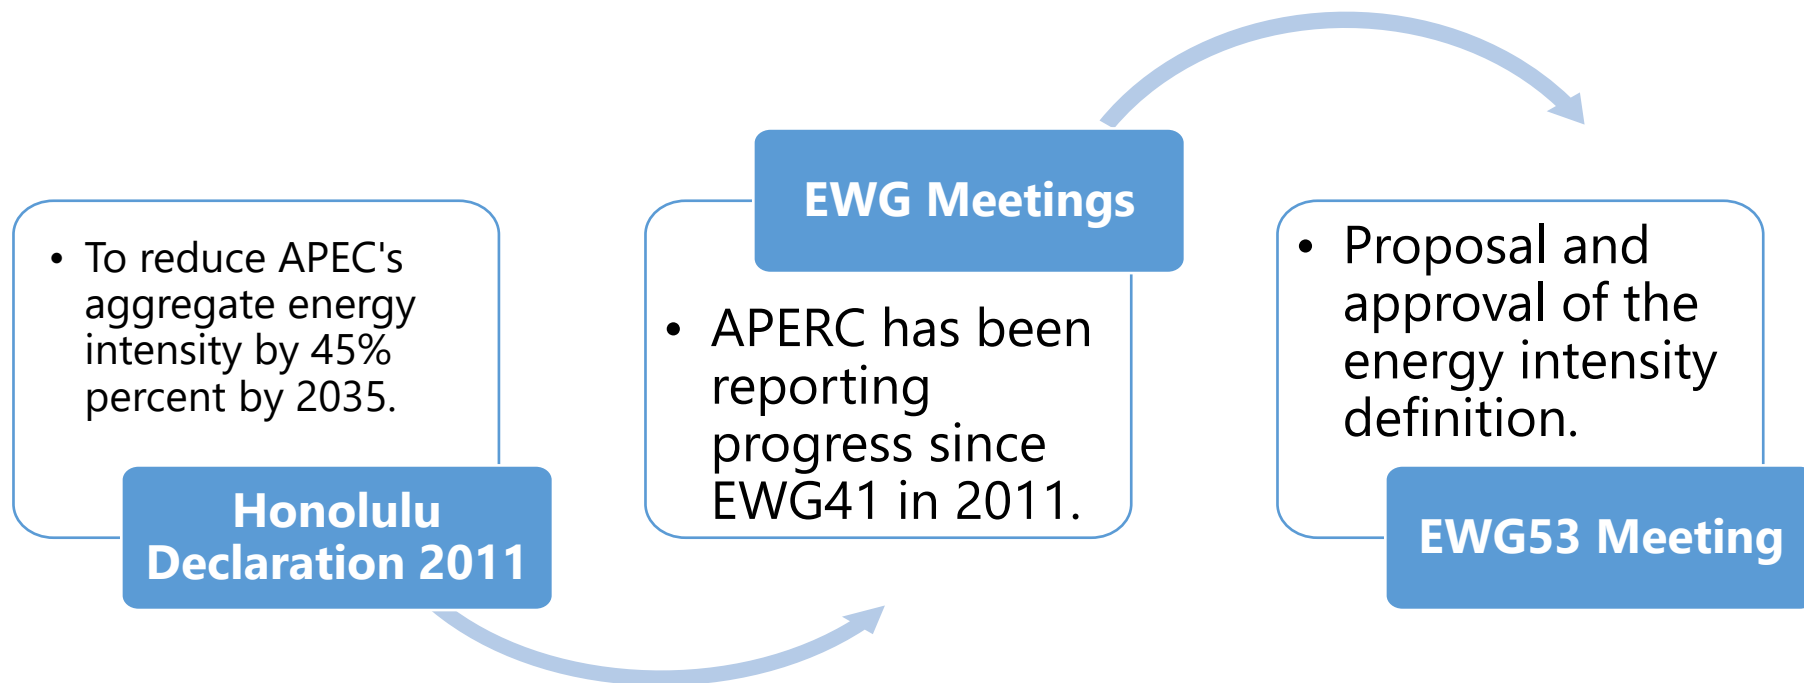 • To reduce APEC's
aggregate energy
intensity by 45%
percent by 2035.
Honolulu
Declaration 2011
EWG Meetings
• APERC has been
reporting
progress since
EWG41 in 2011.
• Proposal and
approval of the
energy intensity
definition.
EWG53 Meeting